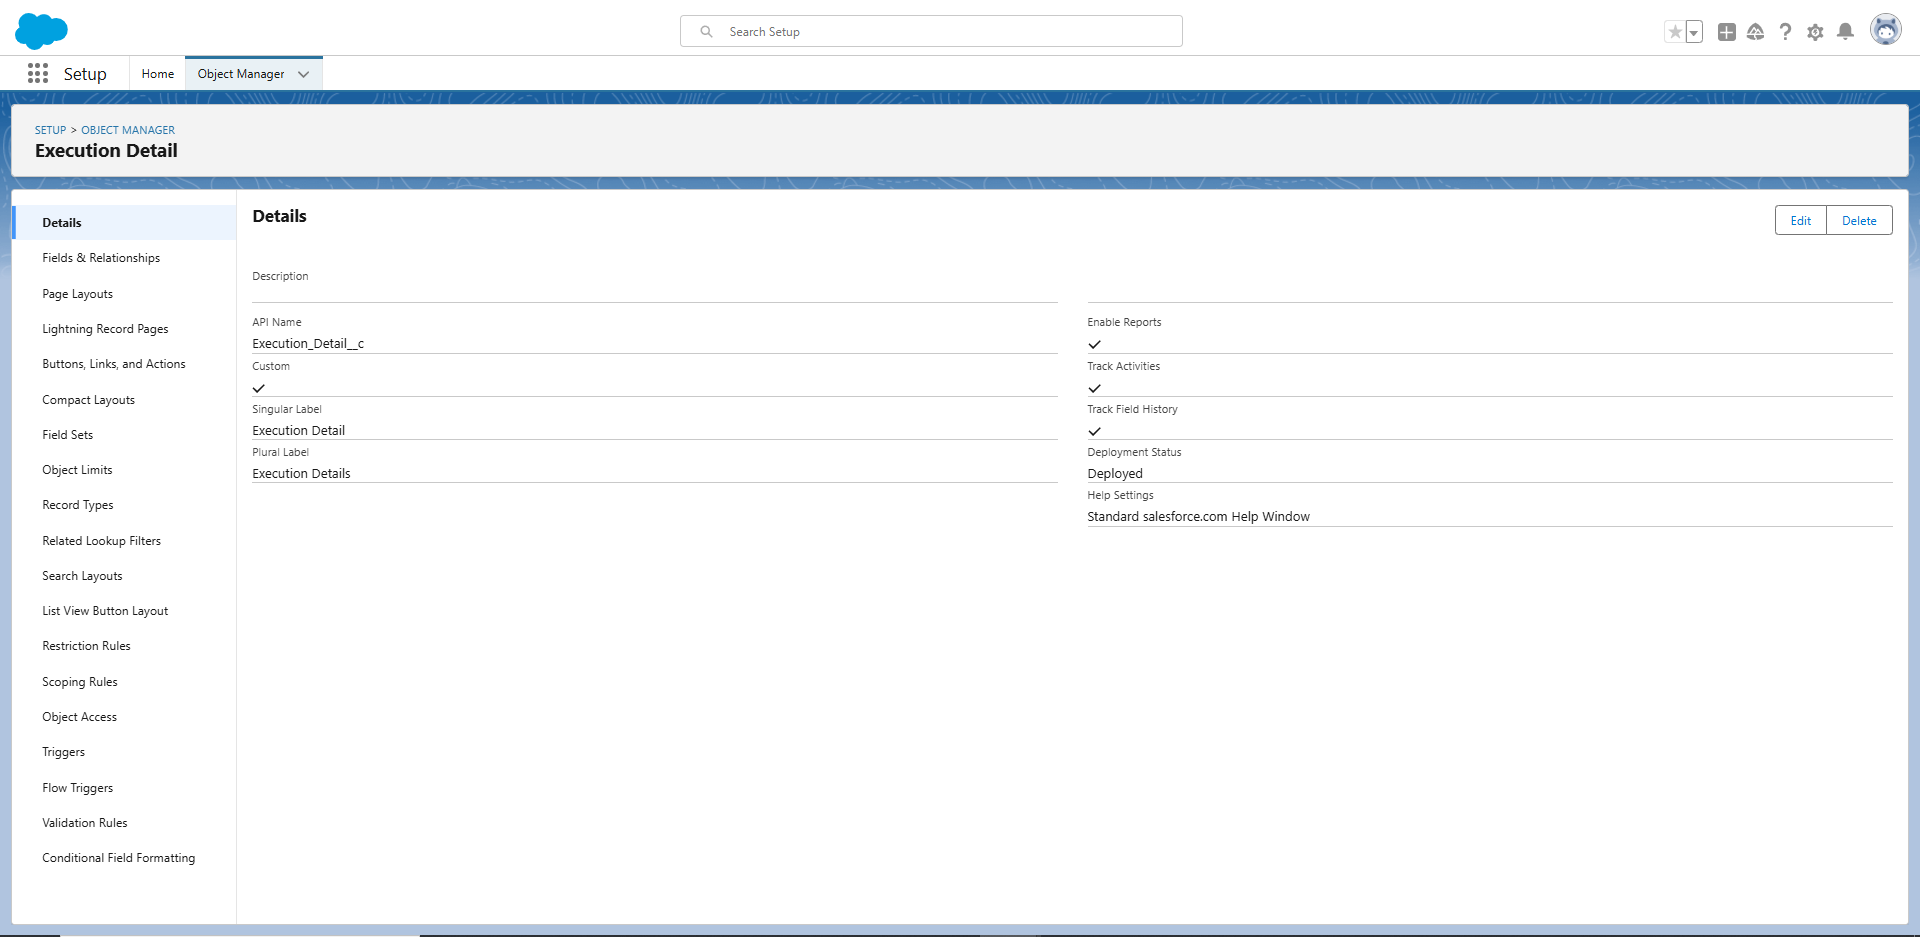 Search Setup
Setup
Home
Object Manager
SETUP > OBJECT MANAGER
Execution Detail
Details
Fields & Relationships
Page Layouts
Lightning Record Pages
Buttons, Links, and Actions
Compact Layouts
Field Sets
Object Limits
Record Types
Related Lookup Filters
Search Layouts
List View Button Layout
Restriction Rules
Scoping Rules
Object Access
Triggers
Flow Triggers
Validation Rules
Conditional Field Formatting
Details
Edit
Delete
Description
API Name
Execution_Detail__c
Custom
Singular Label
Execution Detail
Plural Label
Execution Details
Enable Reports
Track Activities
Track Field History
Deployment Status
Deployed
Help Settings
Standard salesforce.com Help Window